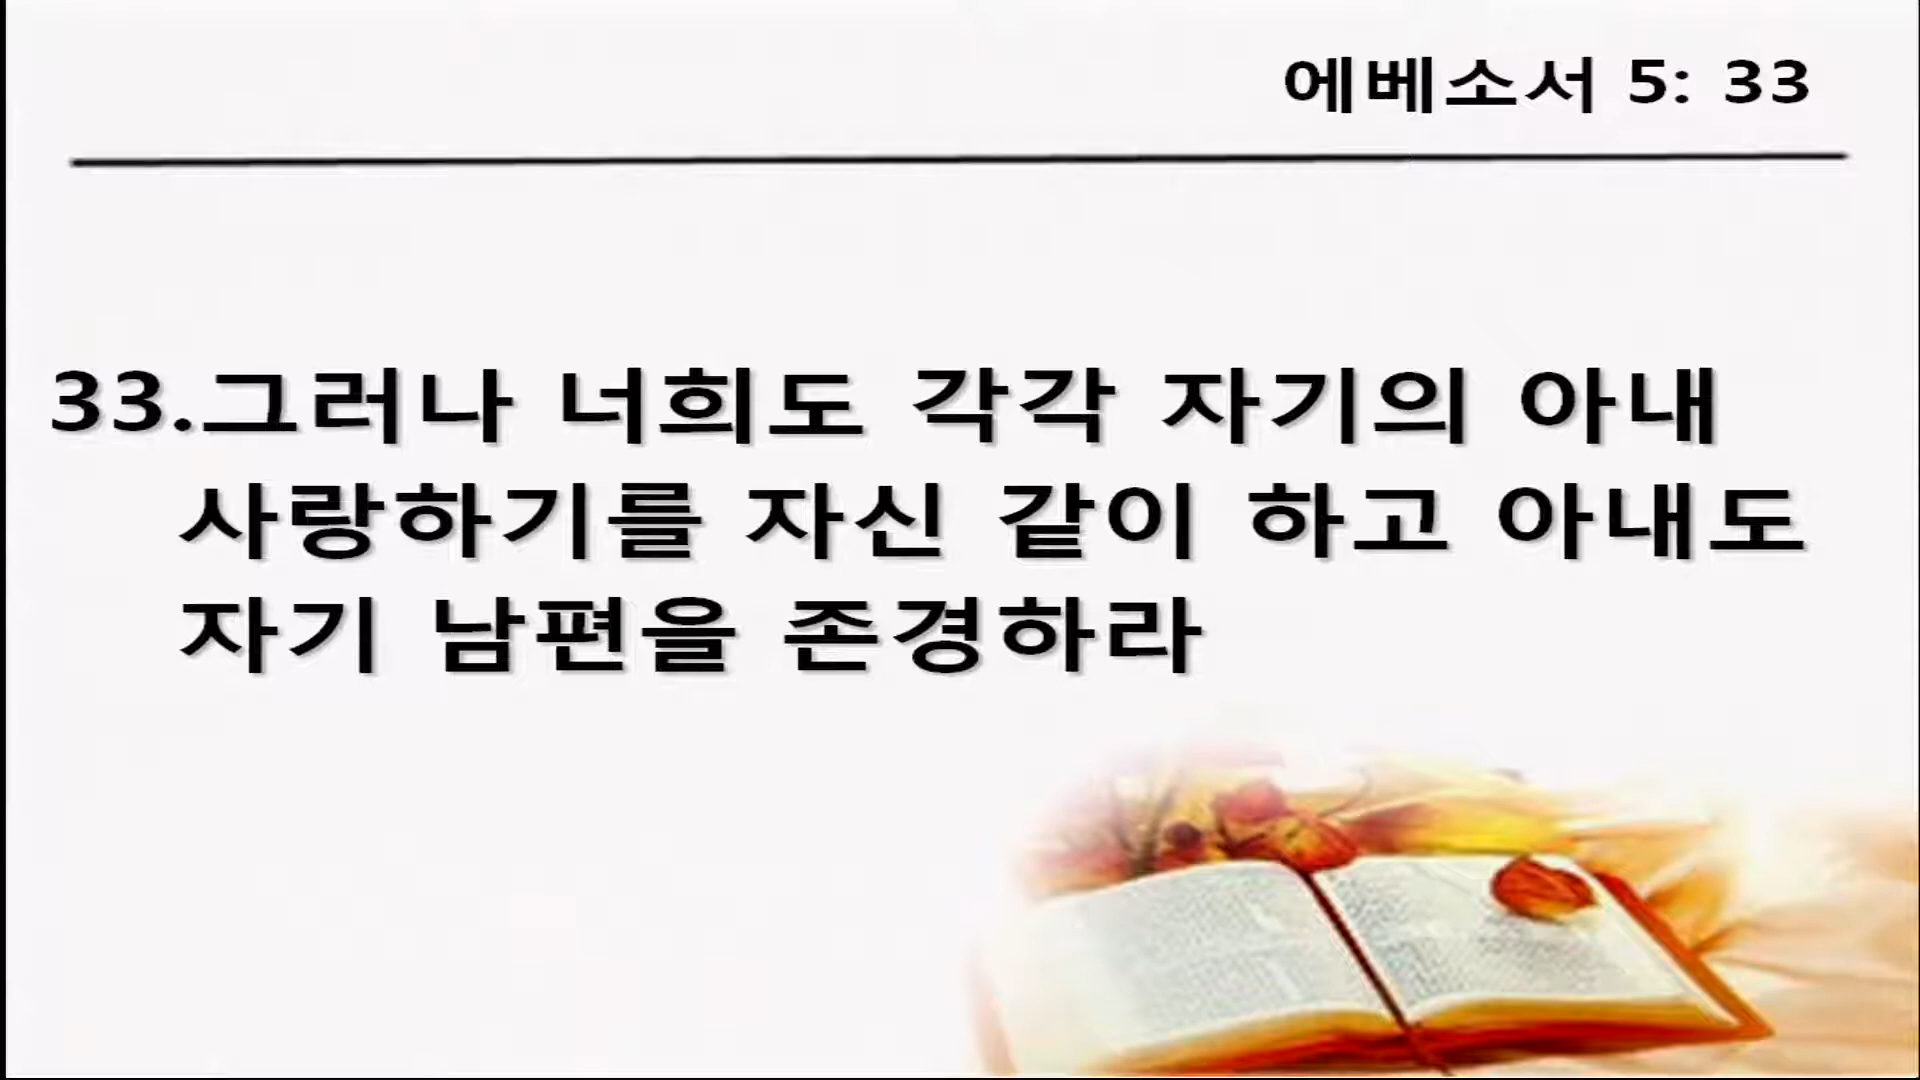 에베소서 5: 33
33.그러나 너희도 각각 자기의 아내
사랑하기를 자신 같이 하고 아내도
자기 남편을 존경하라